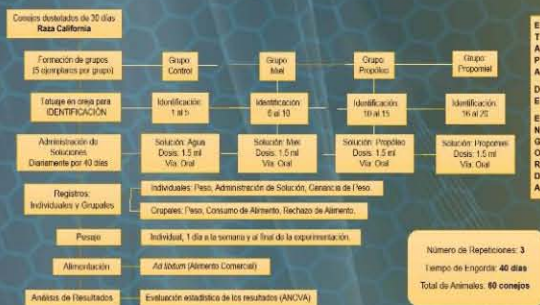 Conejos destetados de 30 días
Raza California
Formación de grupos
(5 ejemplares por grupo)
Grupo
Control
Grupo
Miel
Grupo
Propóleo
Grupo
Propomiel
Tatuaje en oreja para
IDENTIFICACIÓN
Identificación
1 al 5
Identificación
6 al 10
Identificación
10 al 15
Identificación
16 al 20
Administración de
Soluciones
Diariamente por 40 días
Solución: Agua
Dosis: 1.5 ml
Vía: Oral
Solución: Miel
Dosis: 1.5 ml
Vía: Oral
Solución: Propóleo
Dosis: 1.5 ml
Vía: Oral
Solución: Propomiel
Dosis: 1.5 ml
Vía: Oral
Registros:
Individuales y Grupales
Individuales: Peso, Administración de Solución, Ganancia de Peso.
Grupales: Peso, Consumo de Alimento, Rechazo de Alimento.
Pesaje
Individual, 1 día a la semana y al final de la experimentación.
Alimentación
Ad libitum (Alimento Comercial)
Análisis de Resultados
Evaluación estadística de los resultados (ANOVA)
Número de Repeticiones: 3
Tiempo de Engorda: 40 días
Total de Animales: 60 conejos
E
T
A
P
A
D
E
E
N
G
O
R
D
A